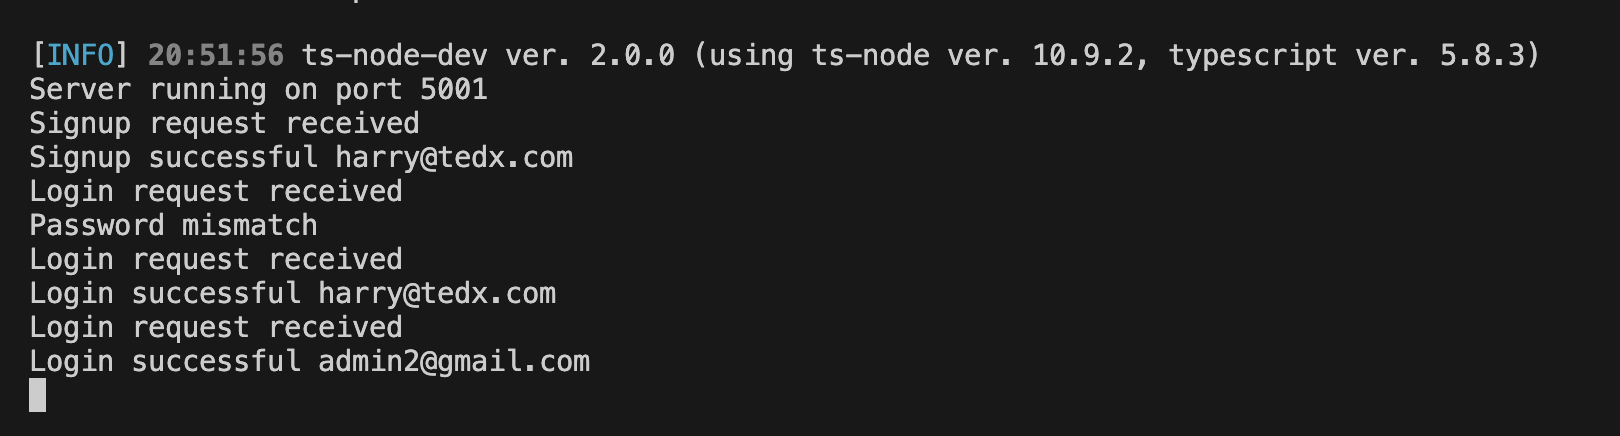 [INFO] 20:51:56 ts-node-dev ver. 2.0.0 (using ts-node ver. 10.9.2, typescript ver. 5.8.3)
Server running on port 5001
Signup request received
Signup successful harry@tedx.com
Login request received
Password mismatch
Login request received
Login successful harry@tedx.com
Login request received
Login successful admin2@gmail.com